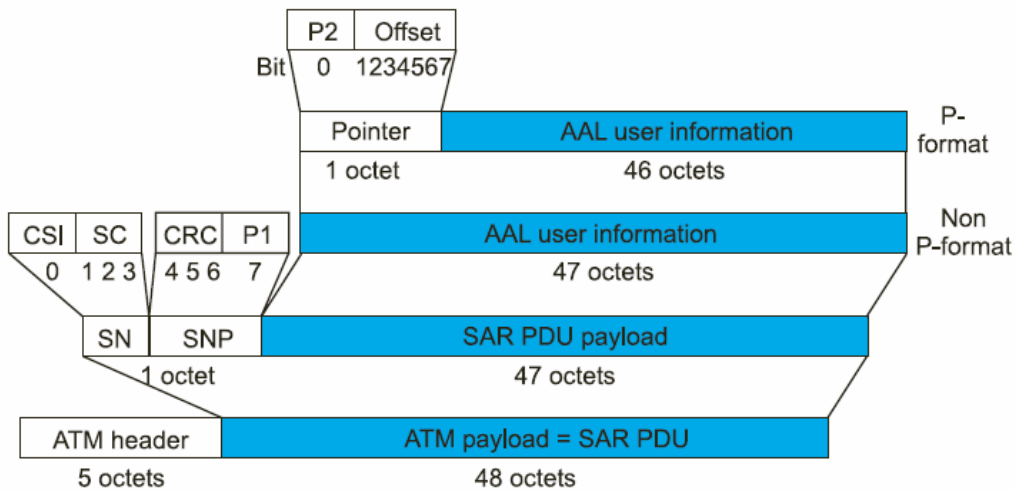 P2 Offset
Bit 0 1234567
Pointer AAL user information P-
format
1 octet 46 octets
CSI SC CRC P1 AAL user information Non
P-format
0 1 2 3 4 5 6 7 47 octets
SN SNP SAR PDU payload
1 octet 47 octets
ATM header ATM payload = SAR PDU
5 octets 48 octets